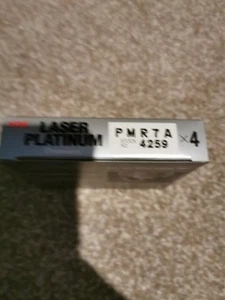 LASER
PLATINUM
PMR7A
4259
×4